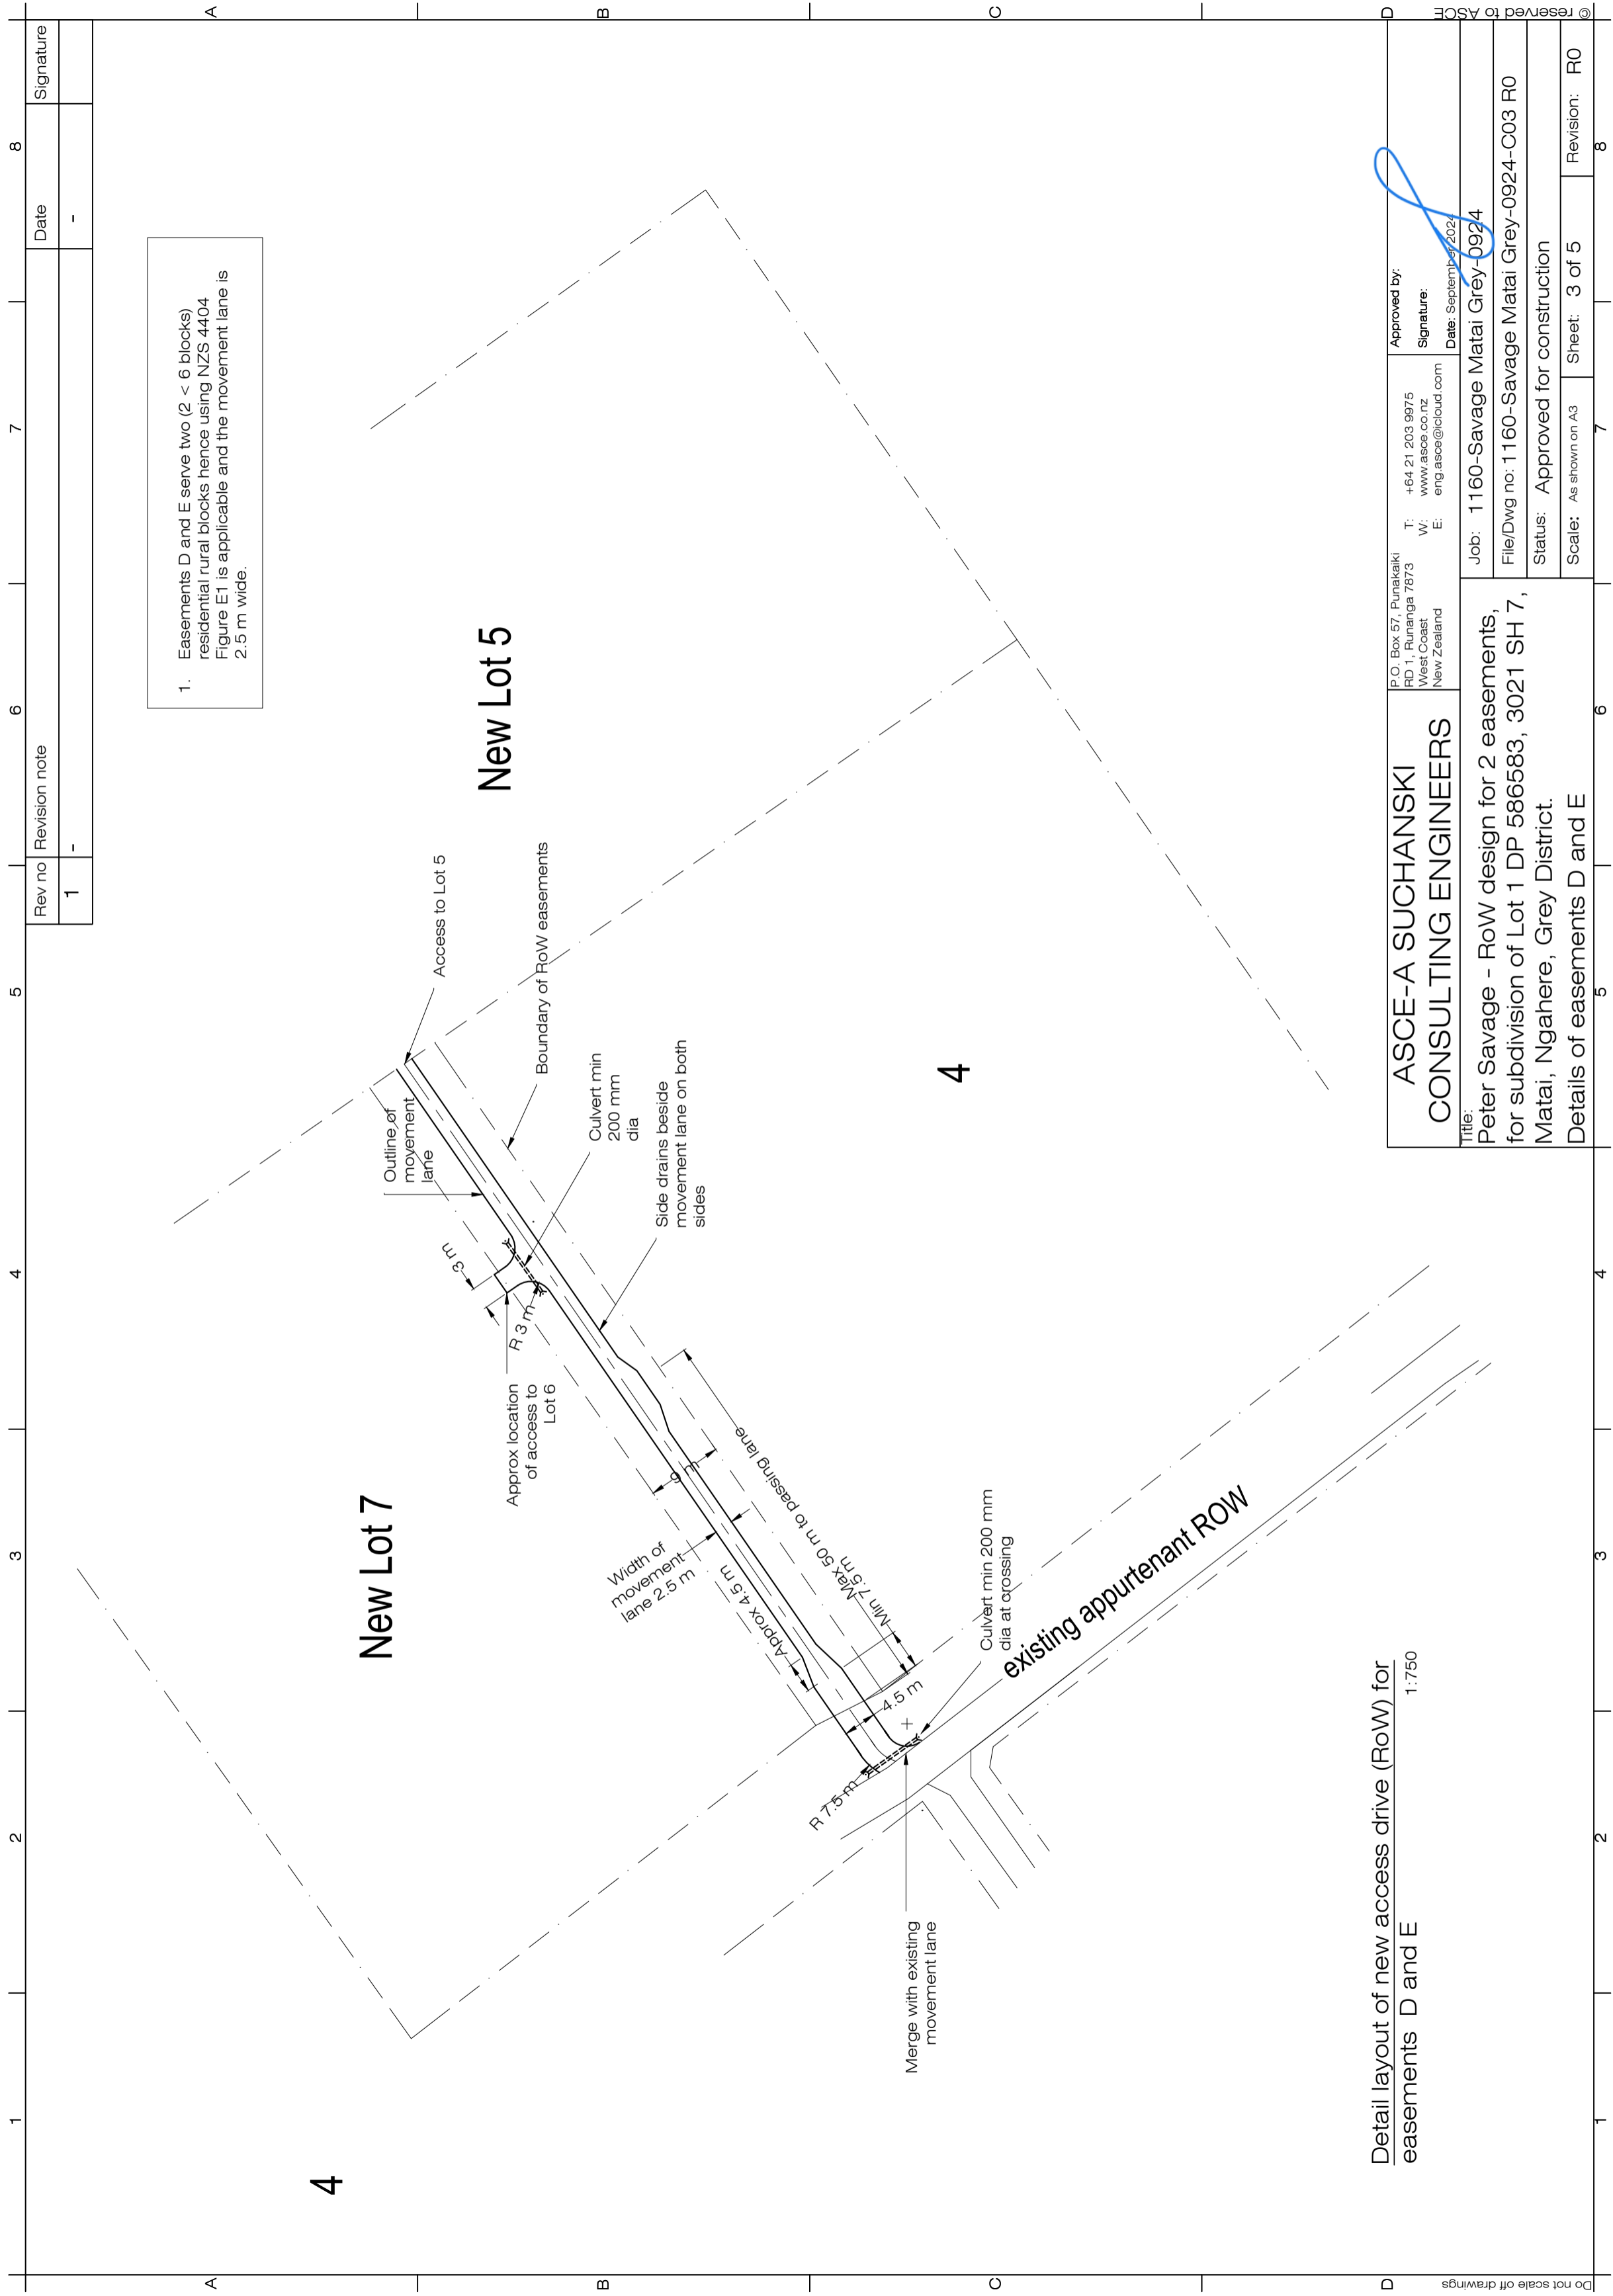 1
2
3
4
5
6
7
8
A
B
C
D
Rev no
Revision note
Date
Signature
1
-
-
1. Easements D and E serve two (2 < 6 blocks)
residential rural blocks hence using NZS 4404
Figure E1 is applicable and the movement lane is
2.5 m wide.
4
New Lot 7
New Lot 5
4
Access to Lot 5
Boundary of RoW easements
Outline of
movement
lane
Culvert min
200 mm
dia
Side drains beside
movement lane on both
sides
3 m
R 3 m
Approx location
of access to
Lot 6
9 m
Width of
movement
lane 2.5 m
Approx 4.5 m
Max 50 m to passing lane
Min 7.5 m
4.5 m
R 7.5 m
Culvert min 200 mm
dia at crossing
existing appurtenant ROW
Merge with existing
movement lane
Detail layout of new access drive (RoW) for
easements D and E
1:750
ASCE-A SUCHANSKI
CONSULTING ENGINEERS
P.O. Box 57, Punakaiki
RD 1, Runanga 7873
West Coast
New Zealand
T: +64 21 203 9975
W: www.asce.co.nz
E: eng.asce@icloud.com
Approved by:
Signature:
Date: September 2024
Title:
Peter Savage - RoW design for 2 easements,
for subdivision of Lot 1 DP 586583, 3021 SH 7,
Matai, Ngahere, Grey District.
Details of easements D and E
Job: 1160-Savage Matai Grey-0924
File/Dwg no: 1160-Savage Matai Grey-0924-C03 R0
Status: Approved for construction
Scale: As shown on A3
Sheet: 3 of 5
Revision: R0
A
B
C
D
1
2
3
4
5
6
7
8
Do not scale off drawings
© reserved to ASCE